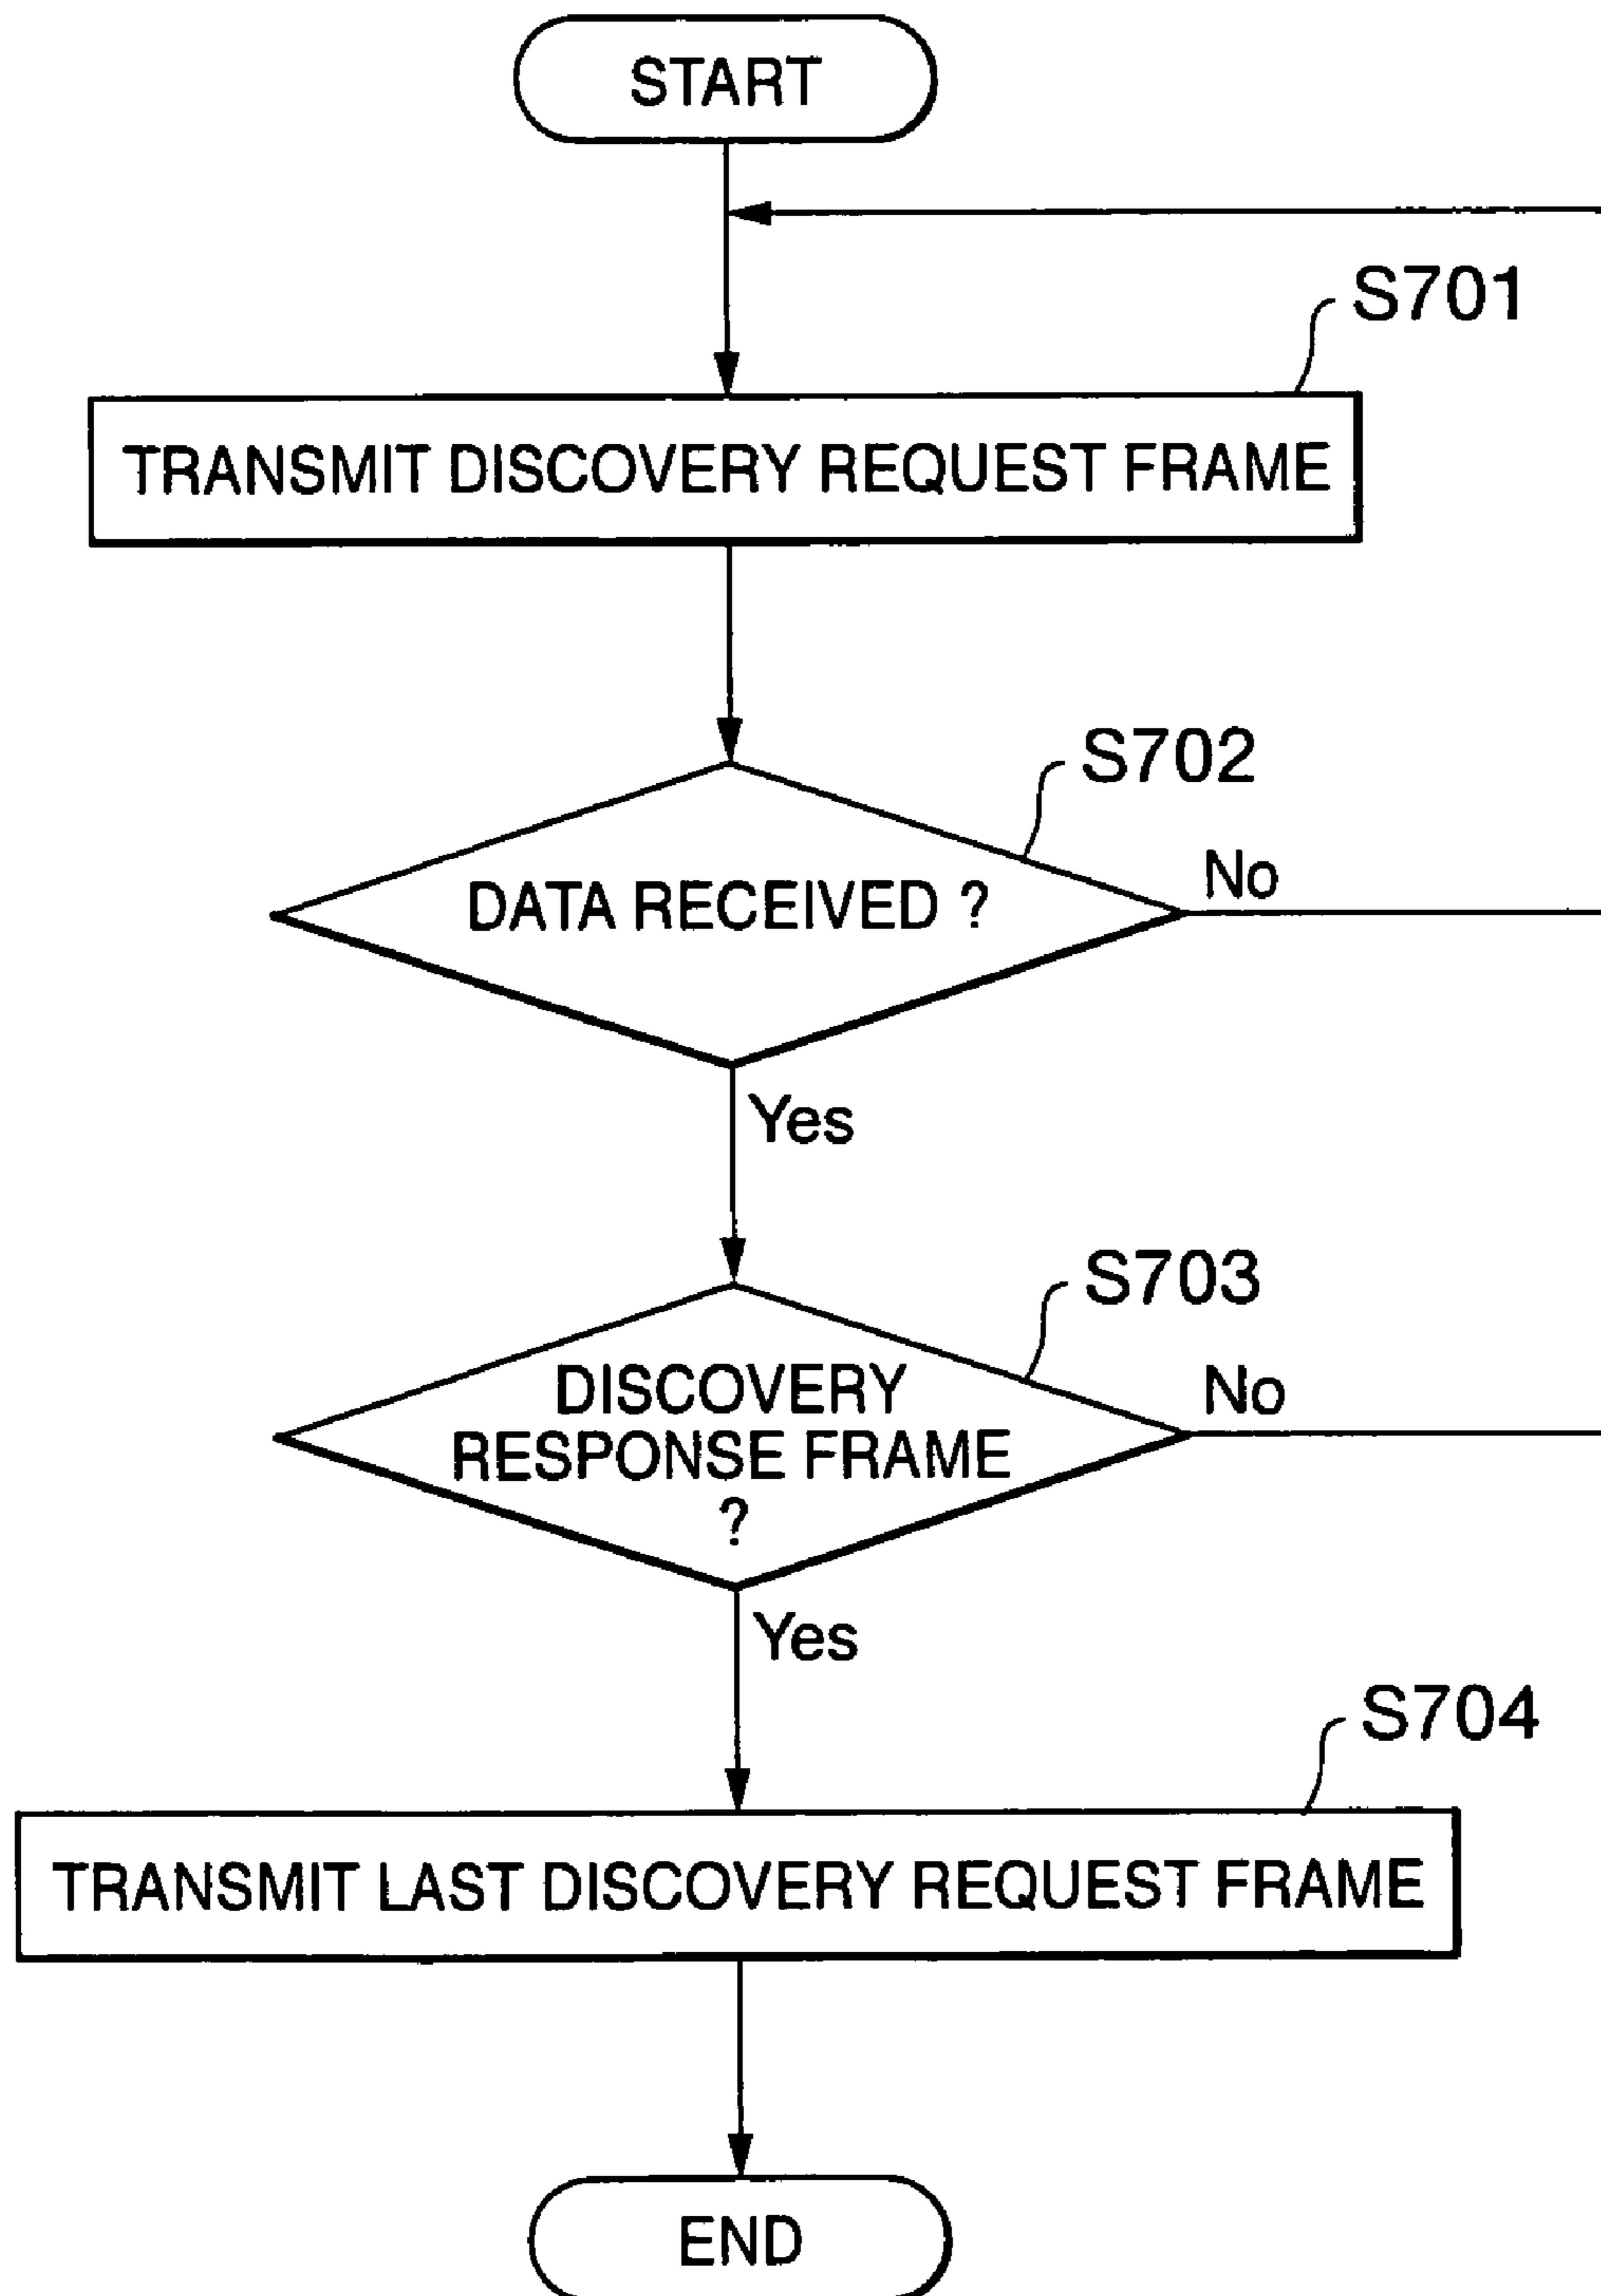 START
S701
TRANSMIT DISCOVERY REQUEST FRAME
S702
DATA RECEIVED ?
No
Yes
S703
DISCOVERY
RESPONSE FRAME
?
No
Yes
S704
TRANSMIT LAST DISCOVERY REQUEST FRAME
END